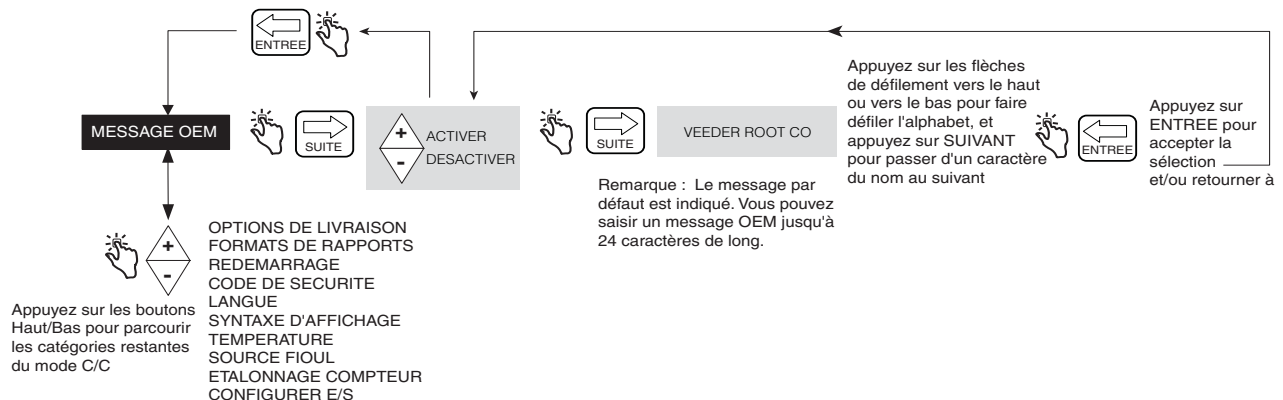 ENTREE
MESSAGE OEM
SUITE
+
-
ACTIVER
DESACTIVER
SUITE
VEEDER ROOT CO
Remarque : Le message par
défaut est indiqué. Vous pouvez
saisir un message OEM jusqu'à
24 caractères de long.
Appuyez sur les flèches
de défilement vers le haut
ou vers le bas pour faire
défiler l'alphabet, et
appuyez sur SUIVANT
pour passer d'un caractère
du nom au suivant
ENTREE
Appuyez sur
ENTREE pour
accepter la
sélection
et/ou retourner à
+
-
Appuyez sur les boutons
Haut/Bas pour parcourir
les catégories restantes
du mode C/C
OPTIONS DE LIVRAISON
FORMATS DE RAPPORTS
REDEMARRAGE
CODE DE SECURITE
LANGUE
SYNTAXE D'AFFICHAGE
TEMPERATURE
SOURCE FIOUL
ETALONNAGE COMPTEUR
CONFIGURER E/S